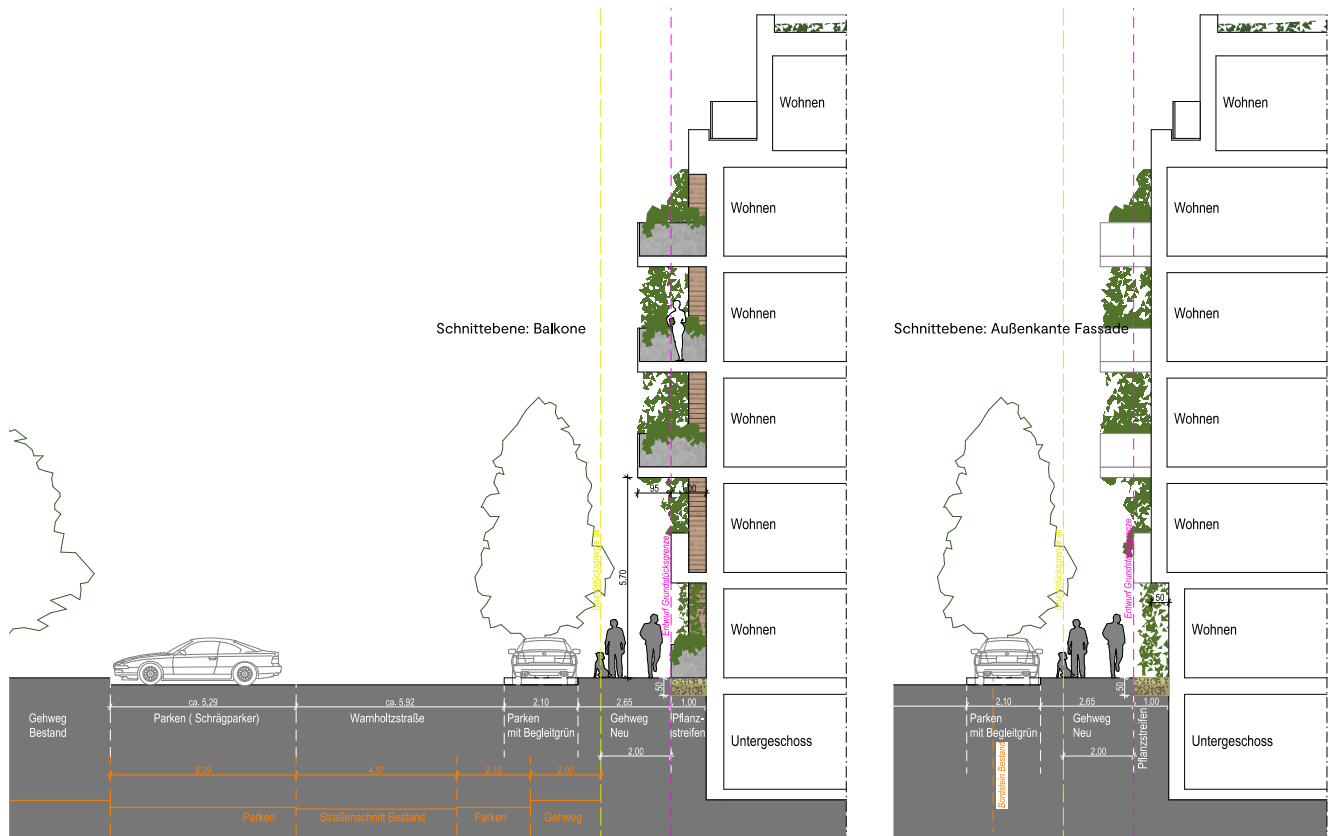 Wohnen
Wohnen
Wohnen
Wohnen
Wohnen
Wohnen
Untergeschoss
Schnittebene: Balkone
95
5,70
Entwurf Grundstücksgrenze
50
ca. 5,29
ca. 5,92
2,10
2,65
1,00
Gehweg
Bestand
Parken ( Schrägparker)
Warnholtzstraße
Parken
mit Begleitgrün
Gehweg
Neu
Pflanz-
streifen
2,00
5,29
4,57
2,10
2,00
Parken
Straßenschnitt Bestand
Parken
Gehweg
Wohnen
Wohnen
Wohnen
Wohnen
Wohnen
Wohnen
Untergeschoss
Schnittebene: Außenkante Fassade
50
Entwurf Grundstücksgrenze
50
2,10
2,65
1,00
Parken
mit Begleitgrün
Gehweg
Neu
Pflanzstreifen
2,00
Bordstein Bestand